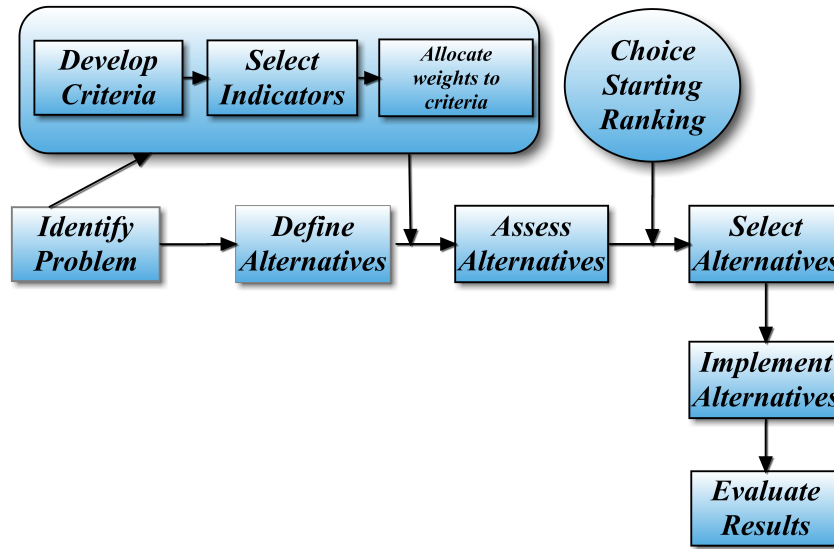 Develop
Criteria
Select
Indicators
Allocate
weights to
criteria
Choice
Starting
Ranking
Identify
Problem
Define
Alternatives
Assess
Alternatives
Select
Alternatives
Implement
Alternatives
Evaluate
Results